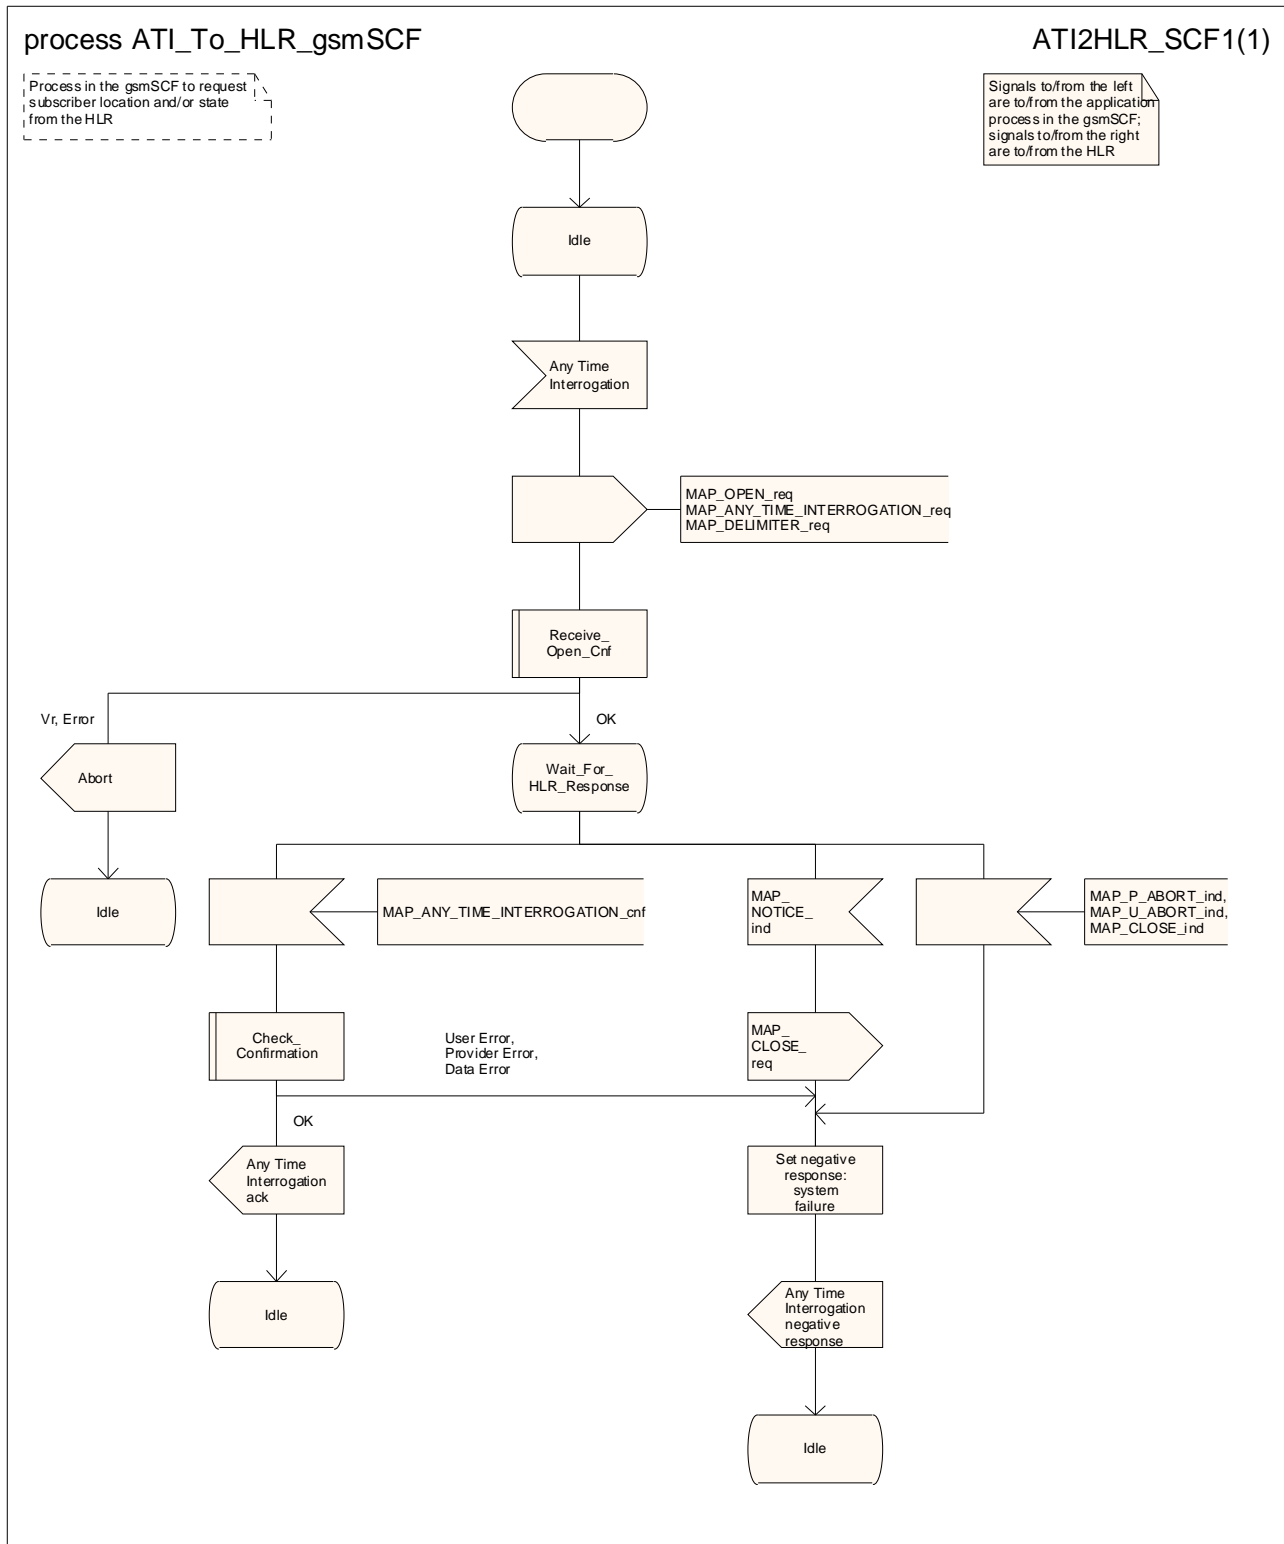 process ATI_To_HLR_gsmSCF
ATI2HLR_SCF1(1)
Process in the gsmSCF to request
subscriber location and/or state
from the HLR
Signals to/from the left
are to/from the application
process in the gsmSCF;
signals to/from the right
are to/from the HLR
Idle
Any Time
Interrogation
MAP_OPEN_req
MAP_ANY_TIME_INTERROGATION_req
MAP_DELIMITER_req
Receive_
Open_Cnf
Vr, Error
OK
Abort
Wait_For_
HLR_Response
Idle
MAP_ANY_TIME_INTERROGATION_cnf
MAP_
NOTICE_
ind
MAP_P_ABORT_ind,
MAP_U_ABORT_ind,
MAP_CLOSE_ind
Check_
Confirmation
User Error,
Provider Error,
Data Error
MAP_
CLOSE_
req
OK
Any Time
Interrogation
ack
Set negative
response:
system
failure
Idle
Any Time
Interrogation
negative
response
Idle